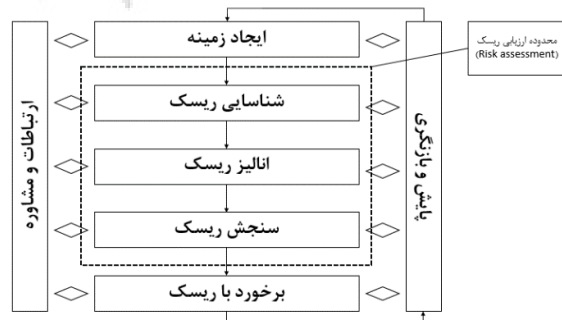 ایجاد زمینه
محدوده ارزیابی ریسک
(Risk assessment)
شناسایی ریسک
انالیز ریسک
سنجش ریسک
برخورد با ریسک
پایش و بازنگری
ارتباطات و مشاوره